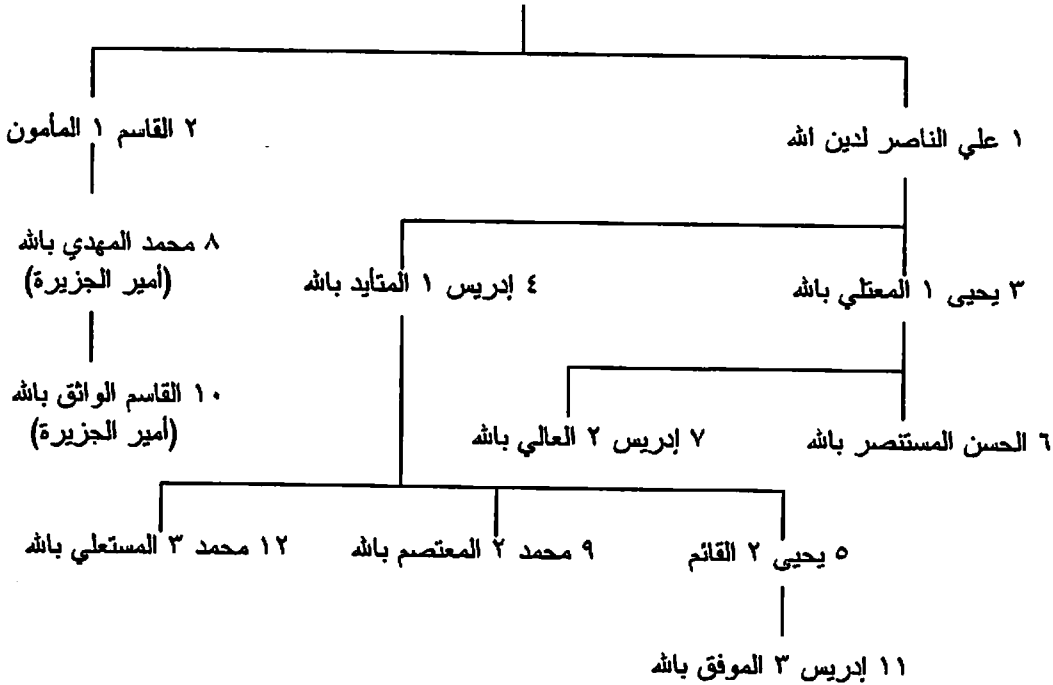 ١ علي الناصر لدين الله
٢ القاسم ١ المأمون
٣ يحيى ١ المعتلي بالله
٤ إدريس ١ المتأيد بالله
٨ محمد المهدي بالله
(أمير الجزيرة)
٦ الحسن المستنصر بالله
٧ إدريس ٢ العالي بالله
١٠ القاسم الواثق بالله
(أمير الجزيرة)
٥ يحيى ٢ القائم
٩ محمد ٢ المعتصم بالله
١٢ محمد ٣ المستعلي بالله
١١ إدريس ٣ الموفق بالله